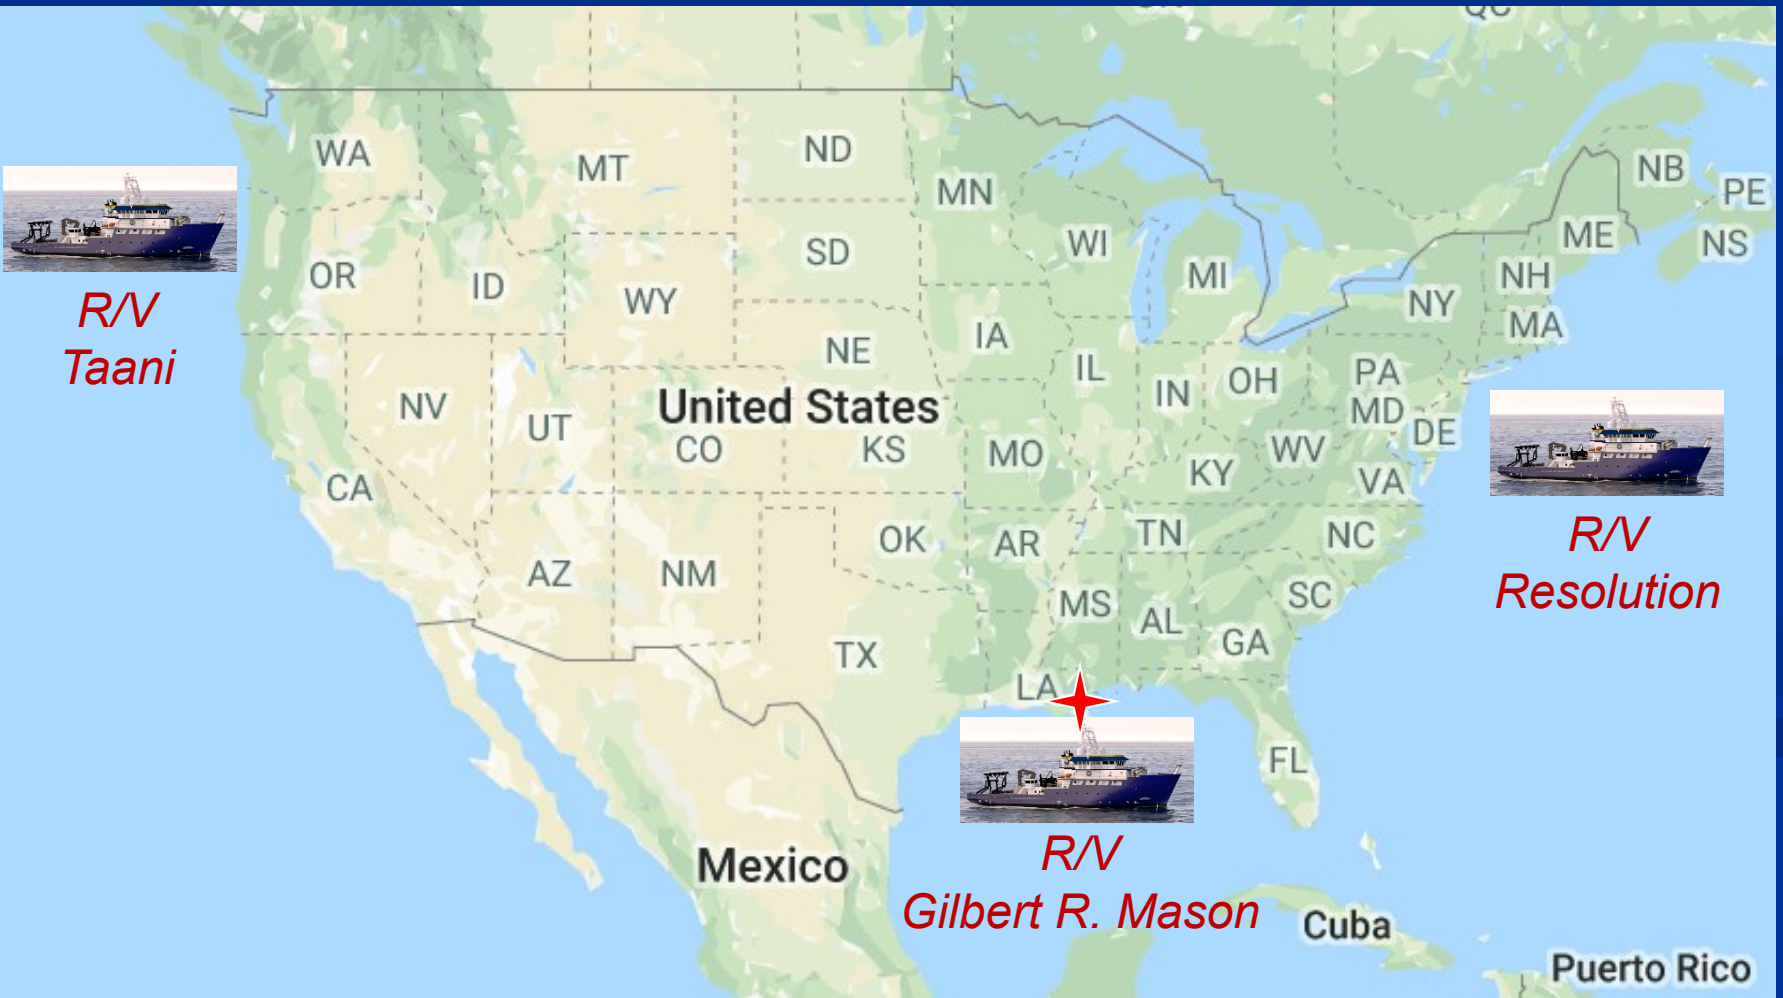 QC
WA
MT
ND
MN
NB
PE
OR
ID
WY
SD
WI
MI
ME
NS
NH
NY
MA
R/V
Taani
NV
UT
NE
IA
IL
IN
OH
PA
MD
DE
United States
CO
KS
MO
KY
WV
VA
CA
AZ
NM
OK
AR
TN
NC
R/V
Resolution
TX
MS
AL
GA
SC
LA
FL
R/V
Gilbert R. Mason
Mexico
Cuba
Puerto Rico